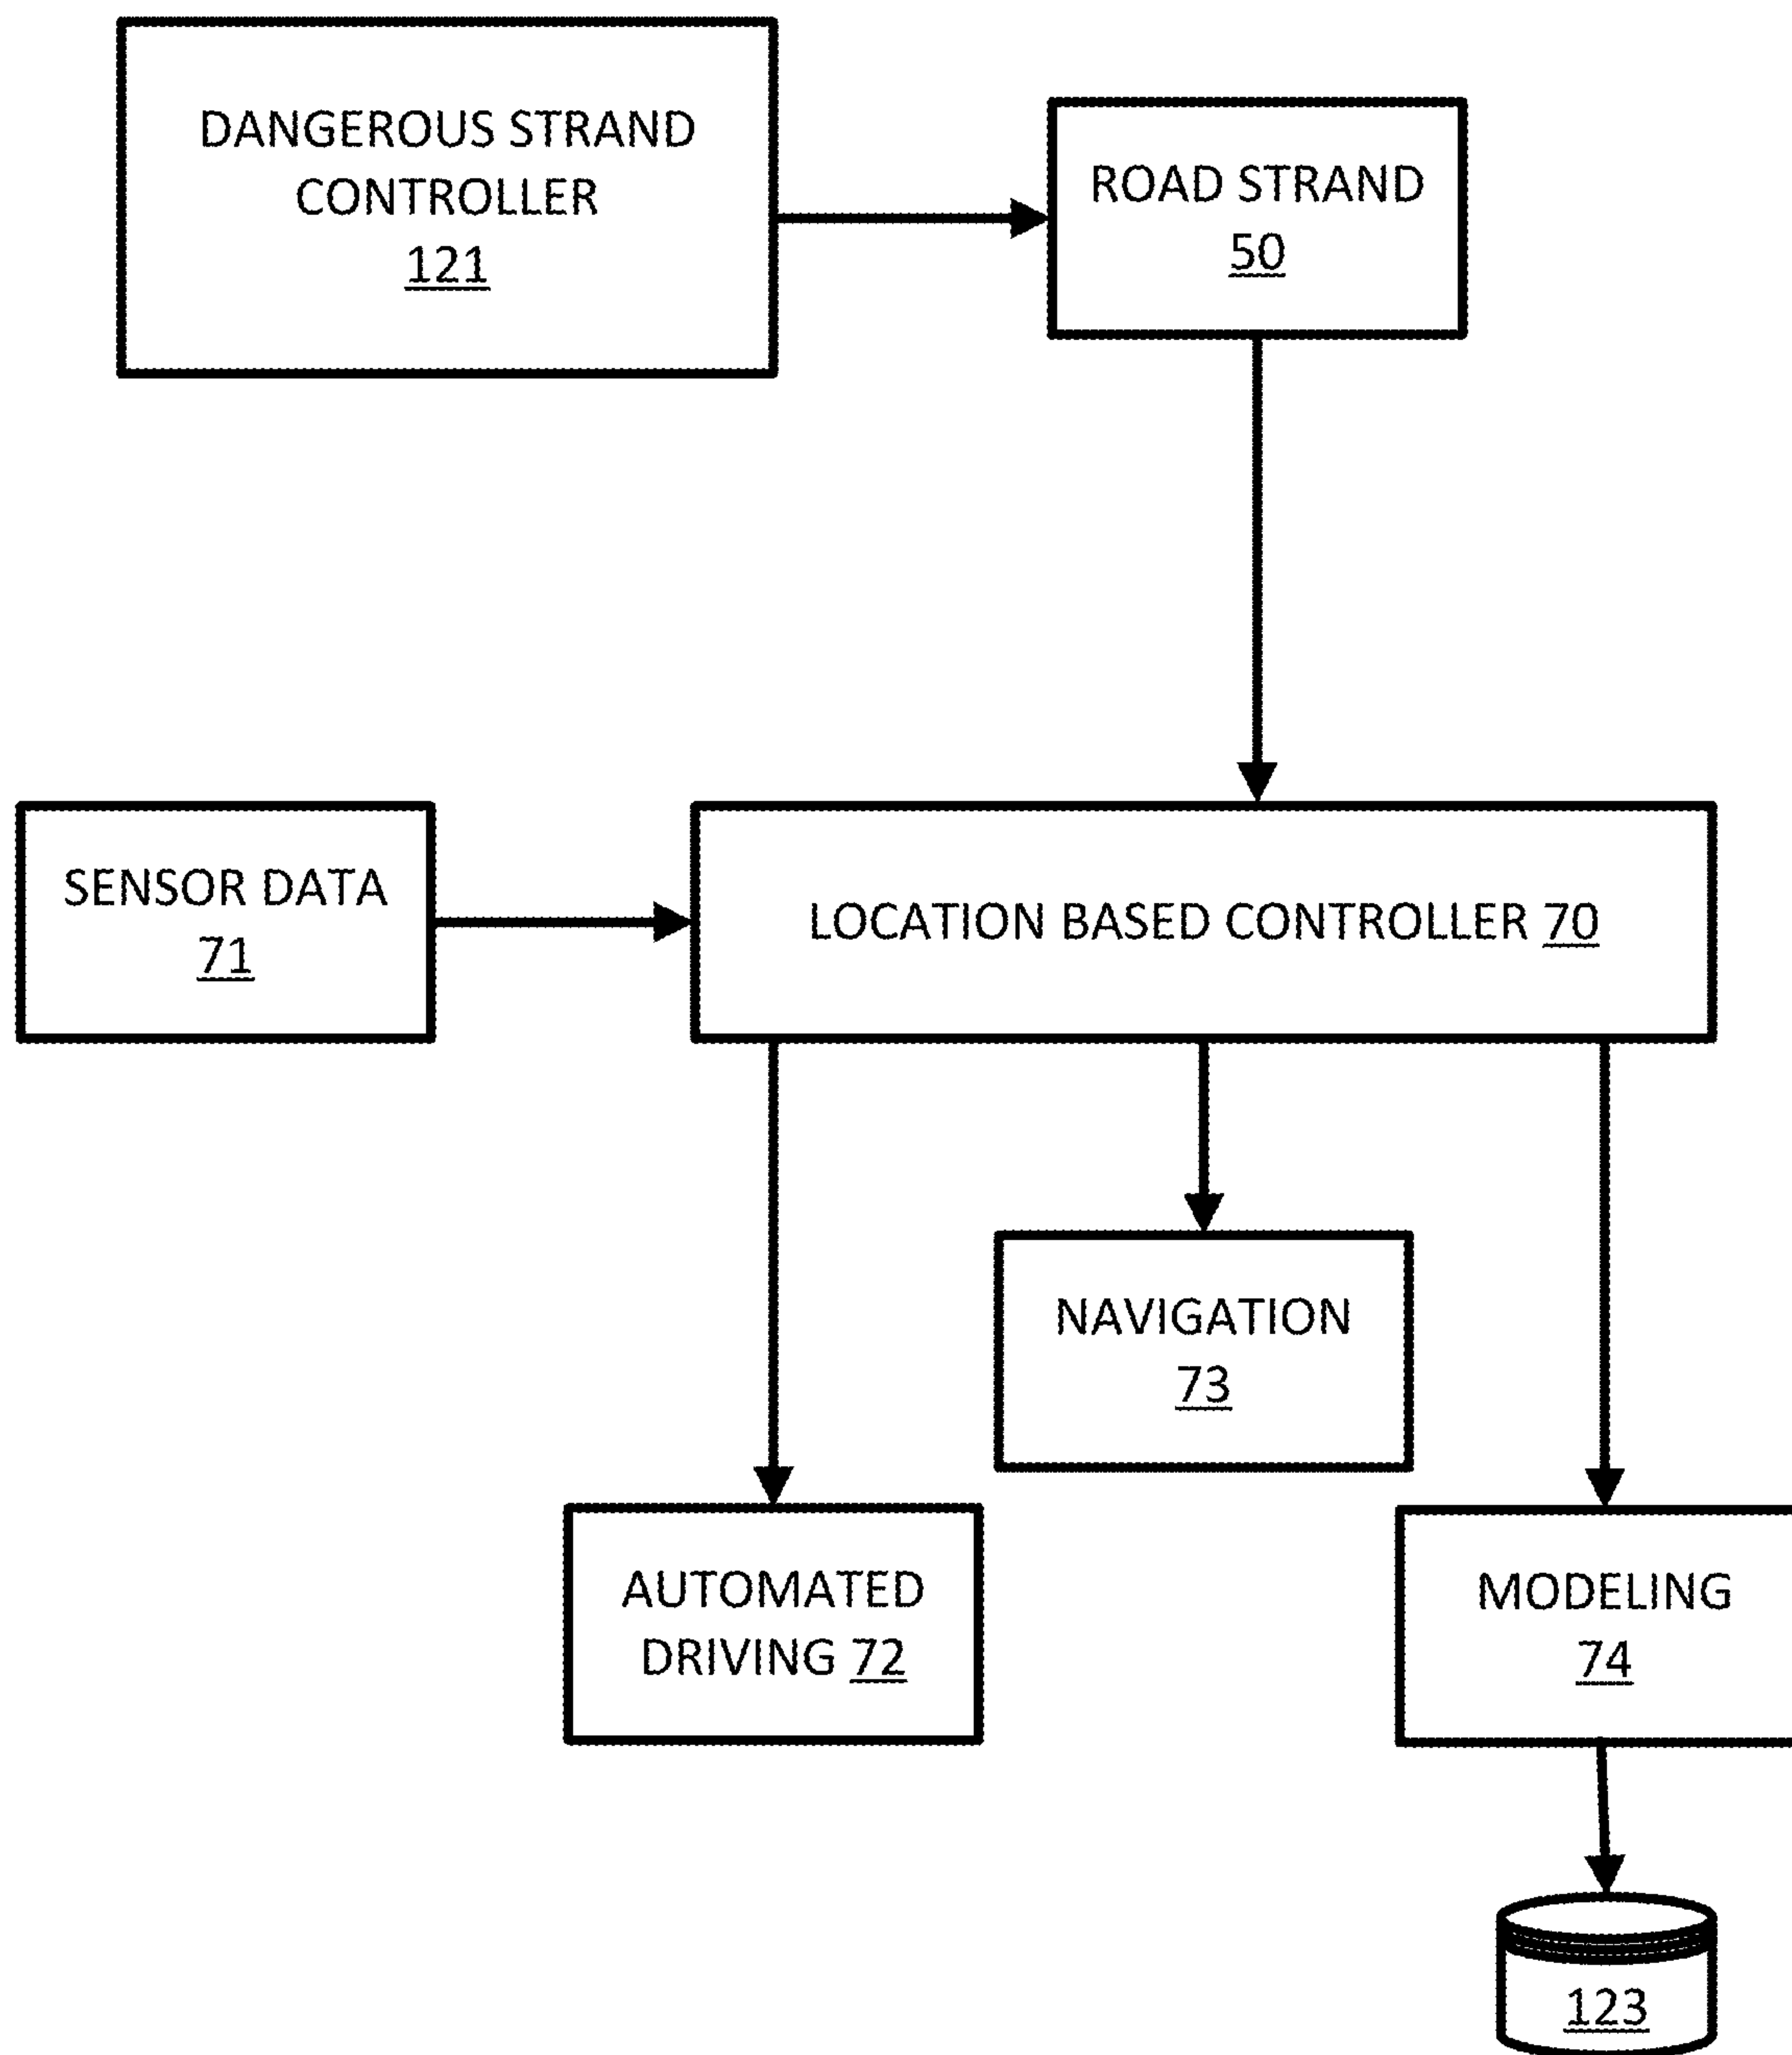 DANGEROUS STRAND
CONTROLLER
121
ROAD STRAND
50
SENSOR DATA
71
LOCATION BASED CONTROLLER 70
NAVIGATION
73
AUTOMATED
DRIVING 72
MODELING
74
123